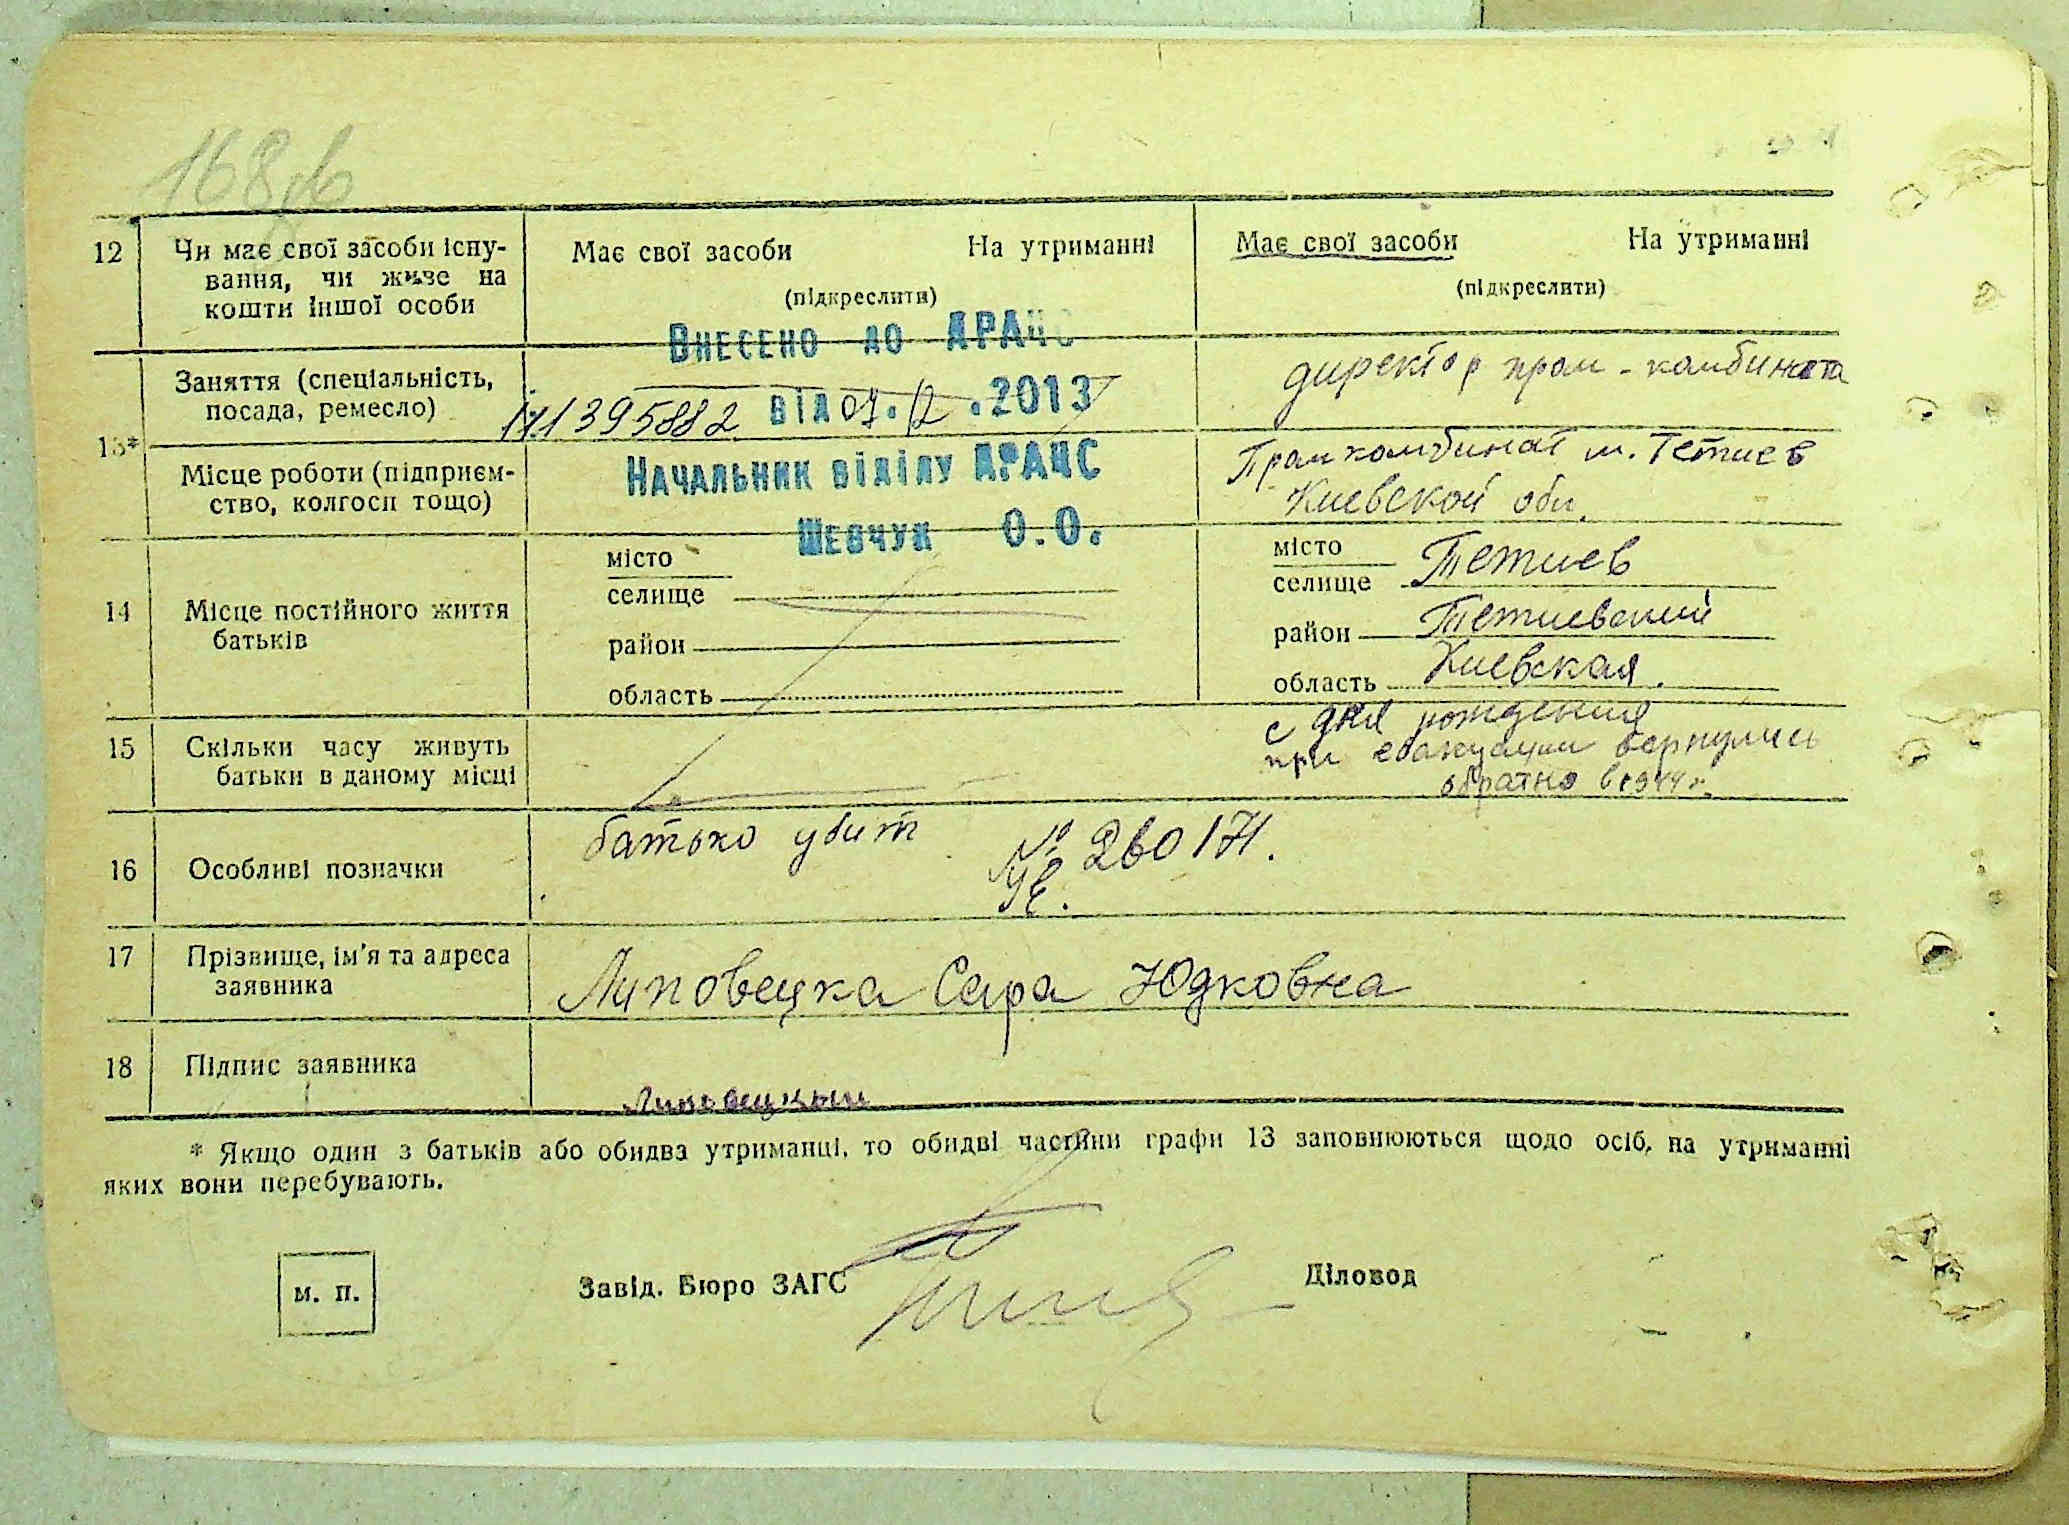 168
12 Чи має свої засоби існу-
вання, чи живе на
кошти іншої особи
Має свої засоби На утриманні
(підкреслити)
Має свої засоби На утриманні
(підкреслити)
Внесено до ДРАЦС
171395882 від 07.12.2013
Начальник відділу ДРАЦС
Шевчук О.О.
13*
Заняття (спеціальність,
посада, ремесло)
директор пром-комбината
Місце роботи (підприєм-
ство, колгосп тощо)
Промкомбинат м. Тетиев
Киевской обл.
14 Місце постійного життя
батьків
місто
селище
район
область
місто
селище Тетиев
район Тетиевский
область Киевская.
15 Скільки часу живуть
батьки в даному місці
с дня рождения
при евакуации вернулись
обратно в 1944 г.
16 Особливі позначки
батько убит № 260171.
17 Прізвище, ім'я та адреса
заявника
Липовецка Сара Юдковна
18 Підпис заявника
* Якщо один з батьків або обидва утриманці, то обидві частини графи 13 заповнюються щодо осіб, на утриманні
яких вони перебувають.
м. п.
Завід. Бюро ЗАГС
Діловод